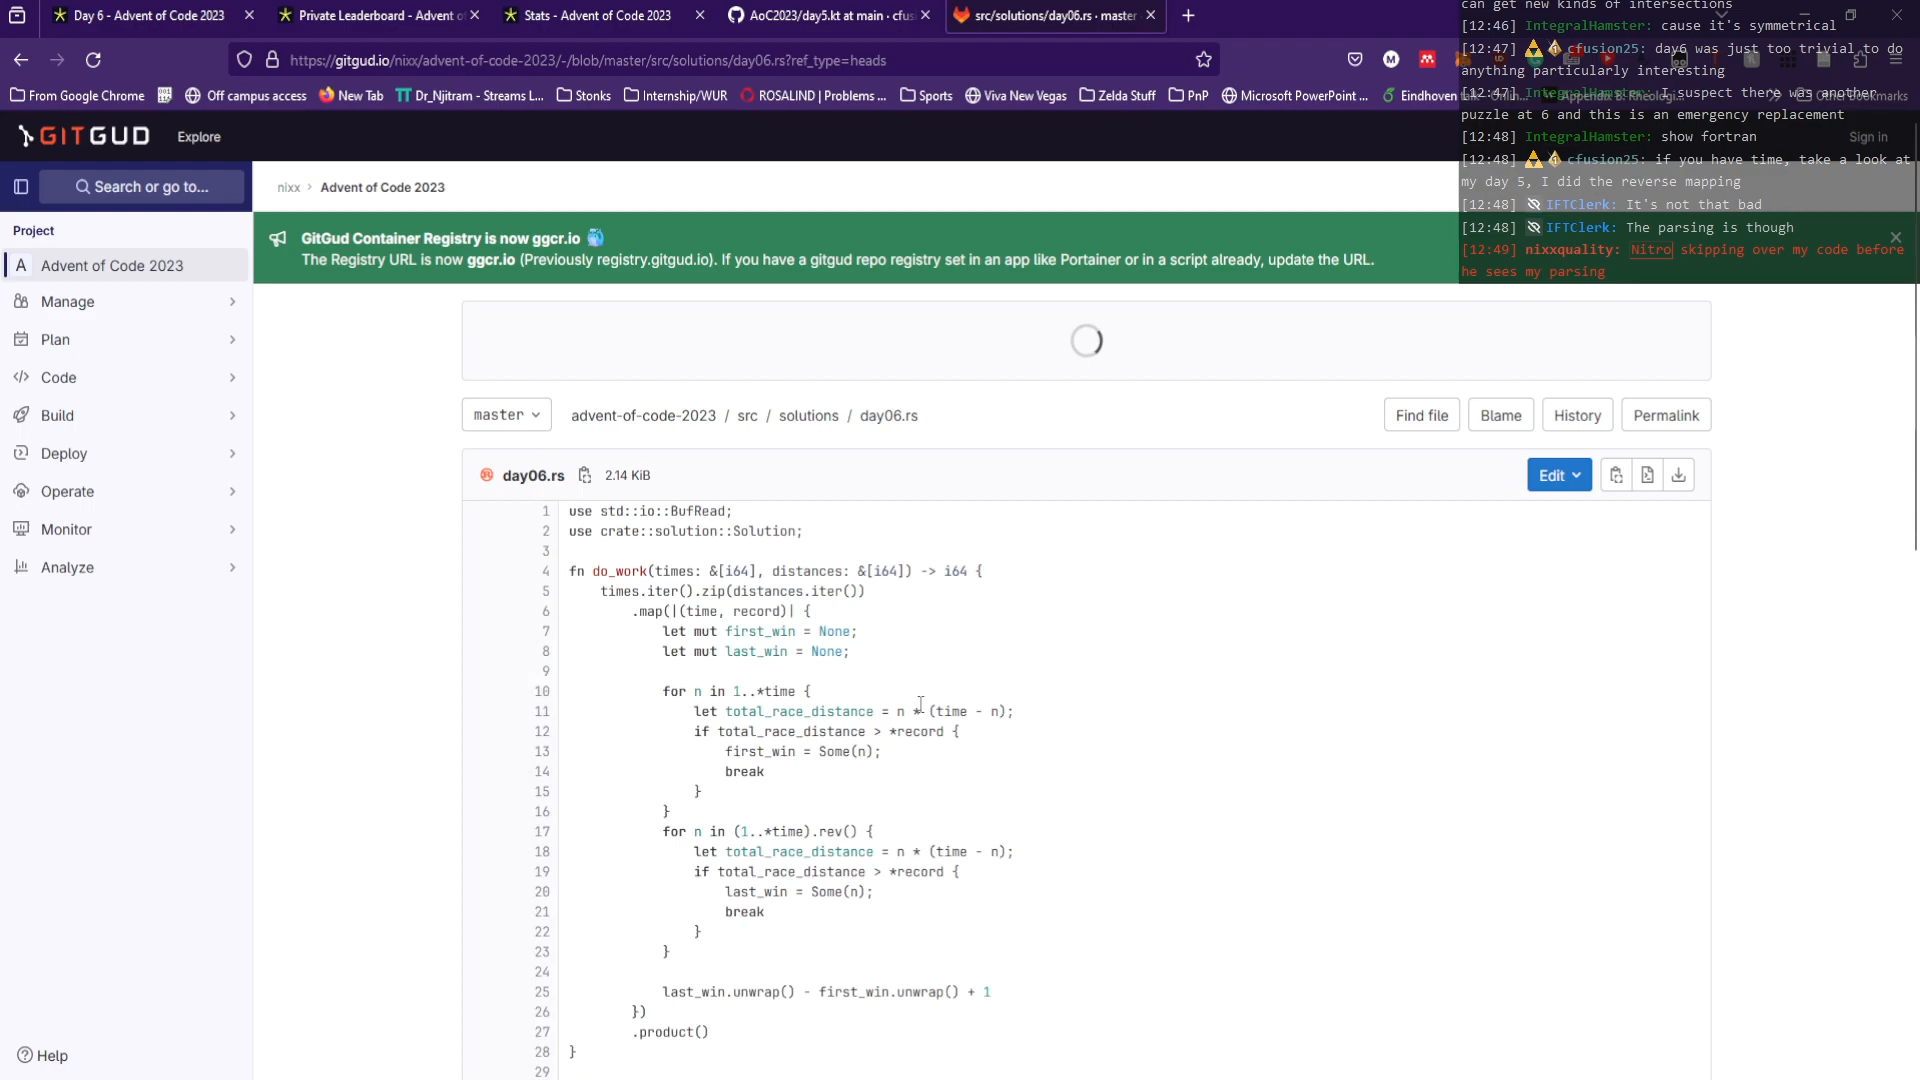 Day 6 - Advent of Code 2023
Private Leaderboard - Advent of
Stats - Advent of Code 2023
AoC2023/day5.kt at main · cfus
src/solutions/day06.rs · master
https://gitgud.io/nixx/advent-of-code-2023/-/blob/master/src/solutions/day06.rs?ref_type=heads
From Google Chrome
Off campus access
New Tab
Dr_Njitram - Streams L...
Stonks
Internship/WUR
ROSALIND | Problems ...
Sports
Viva New Vegas
Zelda Stuff
PnP
Microsoft PowerPoint ...
Eindhoven
Other Bookmarks
can get new kinds of intersections
[12:46] IntegralHamster: cause it's symmetrical
[12:47] cfusion25: day6 was just too trivial to do
anything particularly interesting
[12:47] IntegralHamster: I suspect there was another
puzzle at 6 and this is an emergency replacement
[12:48] IntegralHamster: show fortran
[12:48] cfusion25: if you have time, take a look at
my day 5, I did the reverse mapping
[12:48] IFTClerk: It's not that bad
[12:48] IFTClerk: The parsing is though
[12:49] nixxquality: Nitro skipping over my code before
he sees my parsing
GITGUD
Explore
Sign in
Search or go to...
nixx › Advent of Code 2023
Project
A Advent of Code 2023
Manage
Plan
Code
Build
Deploy
Operate
Monitor
Analyze
Help
GitGud Container Registry is now ggcr.io
The Registry URL is now ggcr.io (Previously registry.gitgud.io). If you have a gitgud repo registry set in an app like Portainer or in a script already, update the URL.
master
advent-of-code-2023 / src / solutions / day06.rs
Find file
Blame
History
Permalink
day06.rs
2.14 KiB
Edit
1 use std::io::BufRead;
2 use crate::solution::Solution;
3
4 fn do_work(times: &[i64], distances: &[i64]) -> i64 {
5 times.iter().zip(distances.iter())
6 .map(|(time, record)| {
7 let mut first_win = None;
8 let mut last_win = None;
9
10 for n in 1..*time {
11 let total_race_distance = n * (time - n);
12 if total_race_distance > *record {
13 first_win = Some(n);
14 break
15 }
16 }
17 for n in (1..*time).rev() {
18 let total_race_distance = n * (time - n);
19 if total_race_distance > *record {
20 last_win = Some(n);
21 break
22 }
23 }
24
25 last_win.unwrap() - first_win.unwrap() + 1
26 })
27 .product()
28 }
29